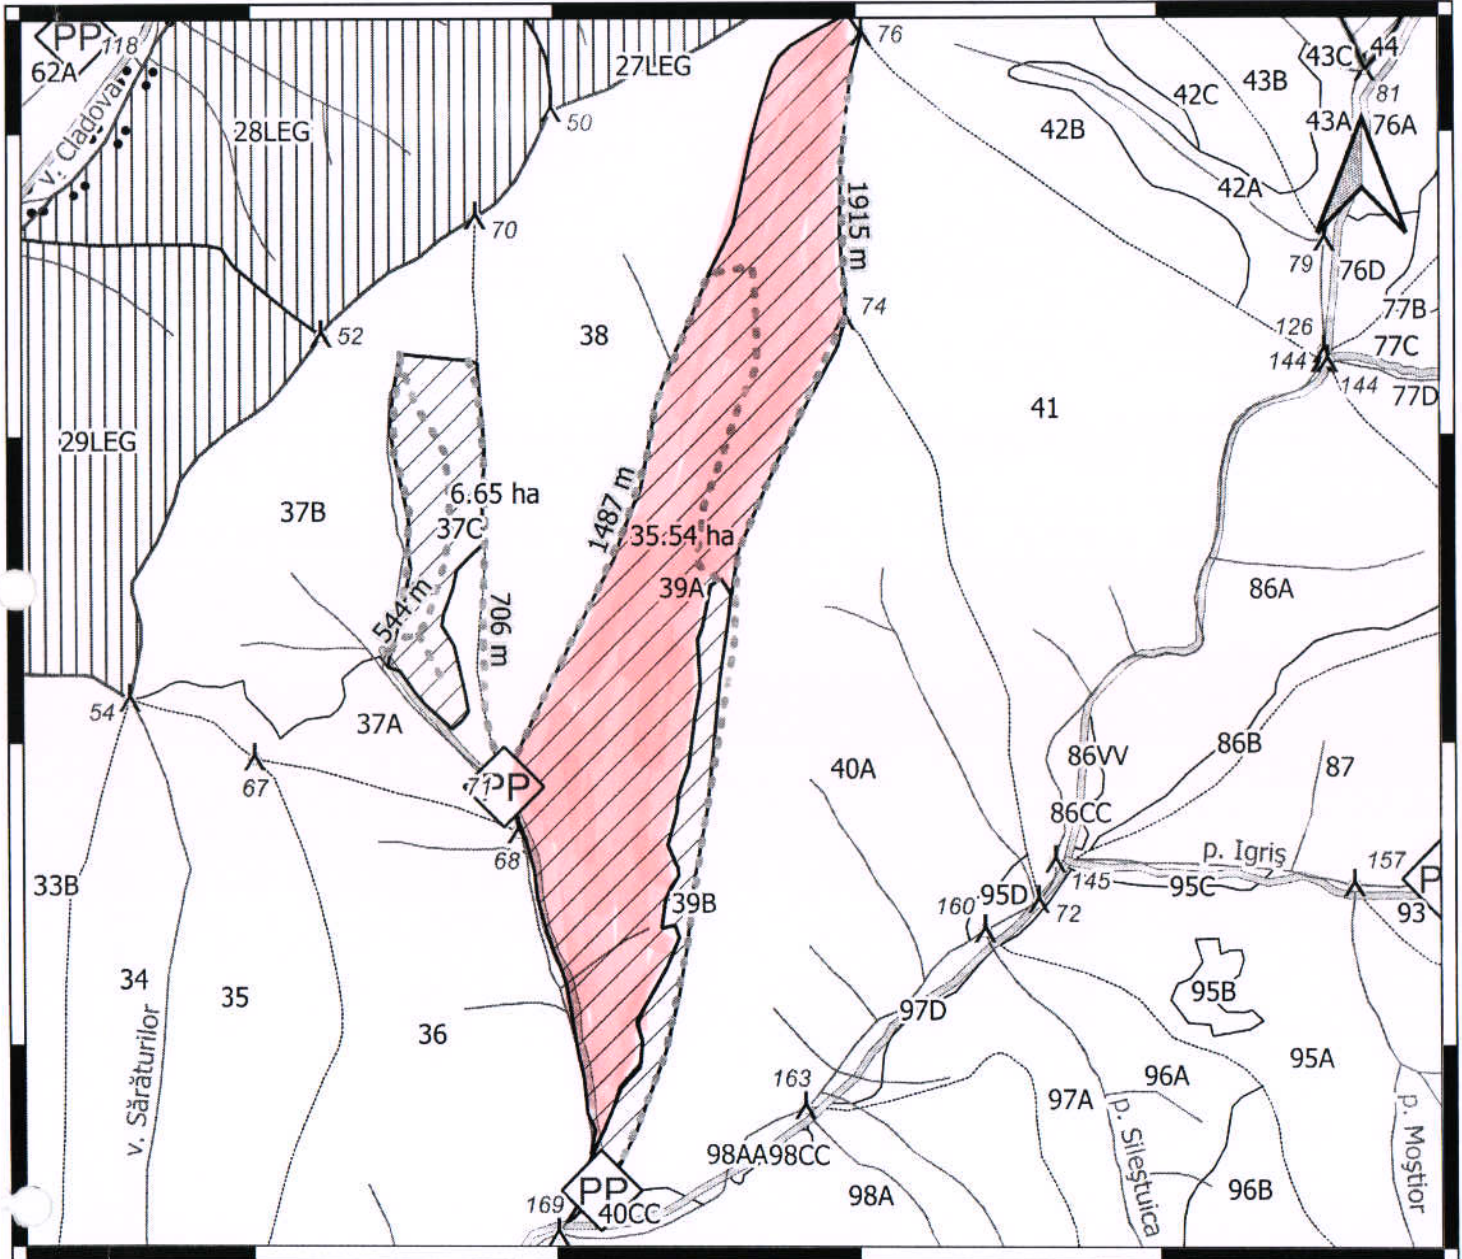 PP
118
62A
v. Cladova
28LEG
27LEG
50
70
52
29LEG
76
42C
43B
43C
44
81
43A
76A
42B
42A
79
76D
77B
126
144
77C
144
77D
1915 m
74
38
41
37B
6.65 ha
37C
544 m
706 m
1487 m
35.54 ha
39A
86A
54
37A
67
71
PP
68
86VV
86B
87
40A
86CC
p. Igriş
157
P
145
95C
93
33B
39B
95D
160
72
34
35
36
v. Sărăturilor
97D
95B
95A
163
96A
97A
p. Sileştuica
p. Moştior
98AA
98CC
98A
96B
PP
169
40CC